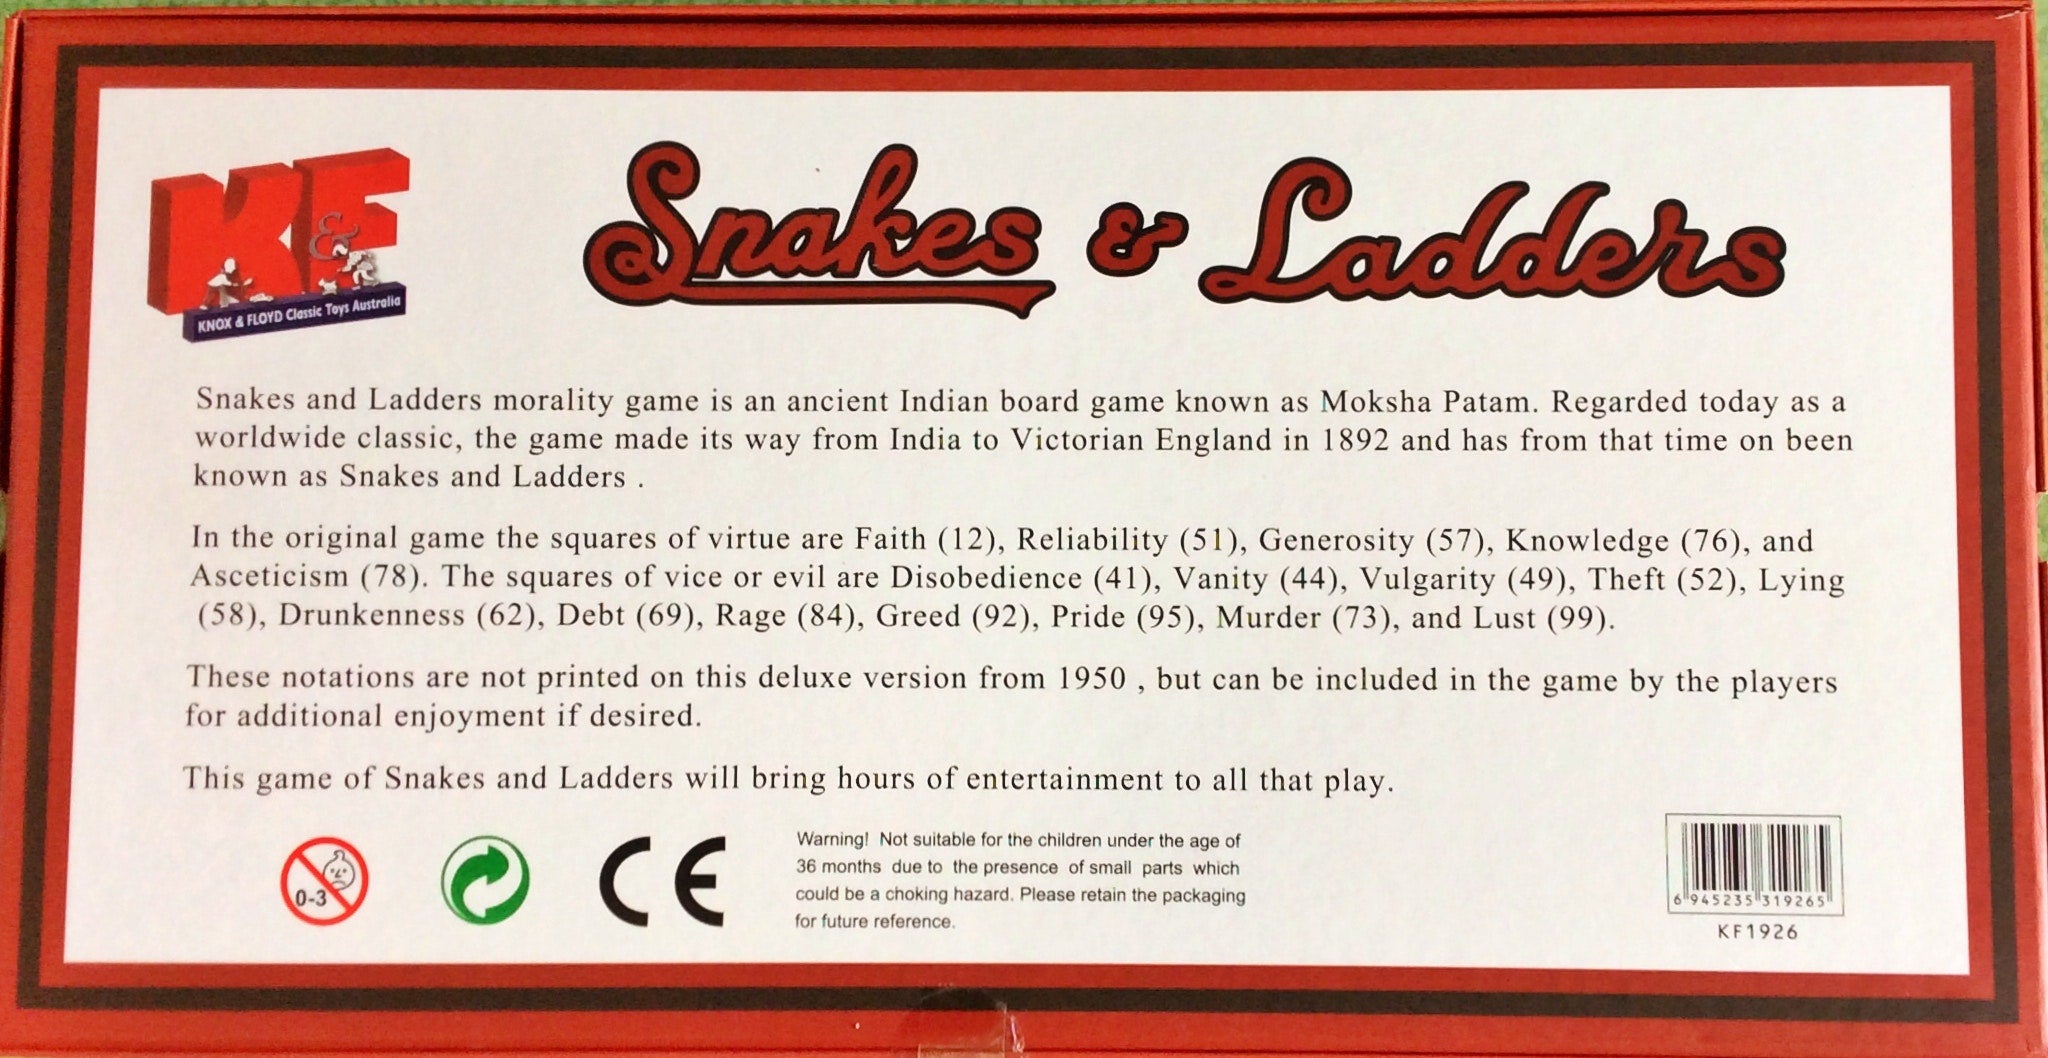 K&F
KNOX & FLOYD Classic Toys Australia
Snakes & Ladders
Snakes and Ladders morality game is an ancient Indian board game known as Moksha Patam. Regarded today as a
worldwide classic, the game made its way from India to Victorian England in 1892 and has from that time on been
known as Snakes and Ladders .
In the original game the squares of virtue are Faith (12), Reliability (51), Generosity (57), Knowledge (76), and
Asceticism (78). The squares of vice or evil are Disobedience (41), Vanity (44), Vulgarity (49), Theft (52), Lying
(58), Drunkenness (62), Debt (69), Rage (84), Greed (92), Pride (95), Murder (73), and Lust (99).
These notations are not printed on this deluxe version from 1950 , but can be included in the game by the players
for additional enjoyment if desired.
This game of Snakes and Ladders will bring hours of entertainment to all that play.
0-3
CE
Warning! Not suitable for the children under the age of
36 months due to the presence of small parts which
could be a choking hazard. Please retain the packaging
for future reference.
6 945235 319265
KF1926